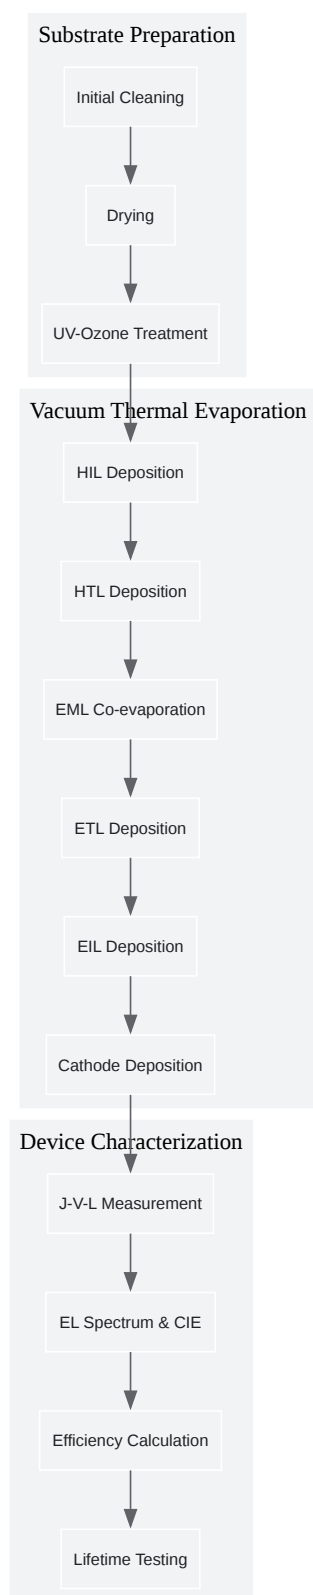 Substrate Preparation
Initial Cleaning
Drying
UV-Ozone Treatment
Vacuum Thermal Evaporation
HIL Deposition
HTL Deposition
EML Co-evaporation
ETL Deposition
EIL Deposition
Cathode Deposition
Device Characterization
J-V-L Measurement
EL Spectrum & CIE
Efficiency Calculation
Lifetime Testing